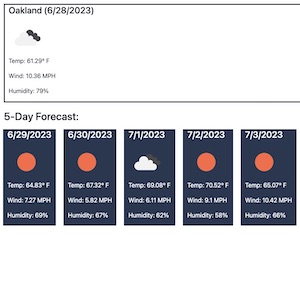 Oakland (6/28/2023)
Temp: 61.29° F
Wind: 10.36 MPH
Humidity: 79%
5-Day Forecast:
6/29/2023 6/30/2023 7/1/2023 7/2/2023 7/3/2023
Temp: 64.83° F Temp: 67.32° F Temp: 69.08° F Temp: 70.52° F Temp: 65.07° F
Wind: 7.27 MPH Wind: 5.82 MPH Wind: 6.11 MPH Wind: 9.1 MPH Wind: 10.42 MPH
Humidity: 69% Humidity: 67% Humidity: 62% Humidity: 58% Humidity: 66%